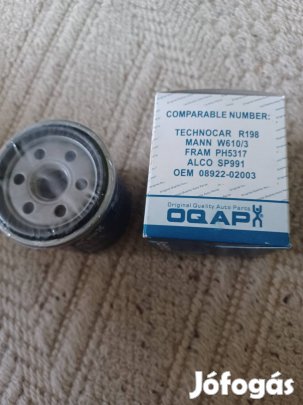 COMPARABLE NUMBER:
TECHNOCAR R198
MANN W610/3
FRAM PH5317
ALCO SP991
OEM 08922-02003
Original Quality Auto Parts
OQAP
Jófogás